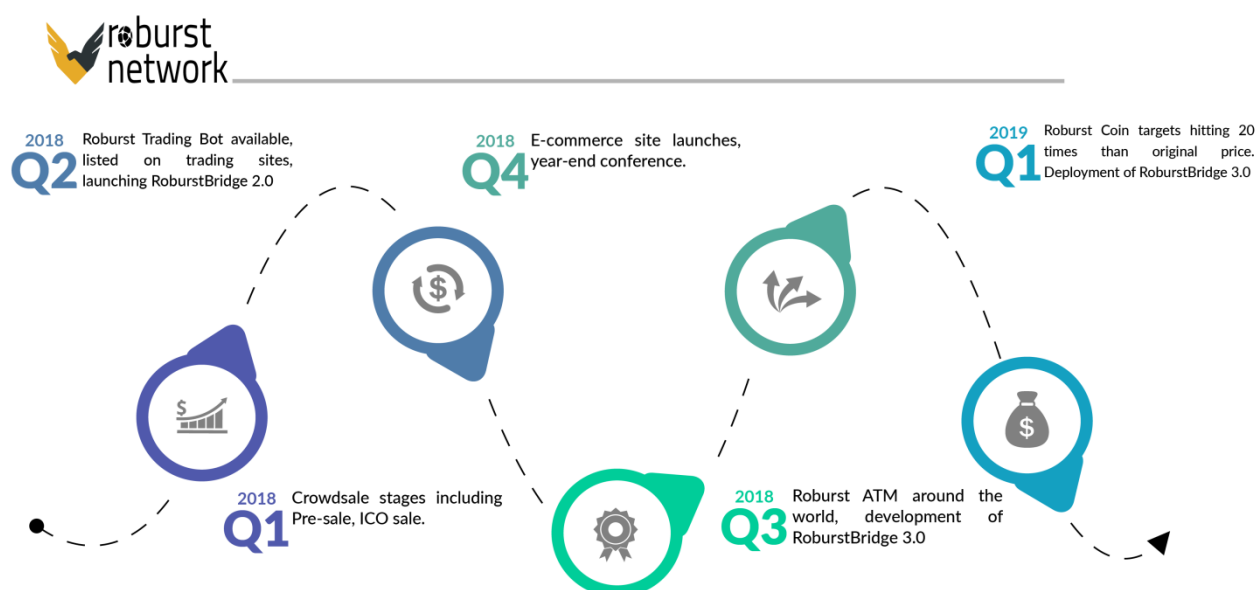 roburst
network
2018
Q2
Roburst Trading Bot available,
listed on trading sites,
launching RoburstBridge 2.0
2018
Q4
E-commerce site launches,
year-end conference.
2019
Q1
Roburst Coin targets hitting 20
times than original price.
Deployment of RoburstBridge 3.0
$
$
$
2018
Q1
Crowdsale stages including
Pre-sale, ICO sale.
2018
Q3
Roburst ATM around the
world, development of
RoburstBridge 3.0